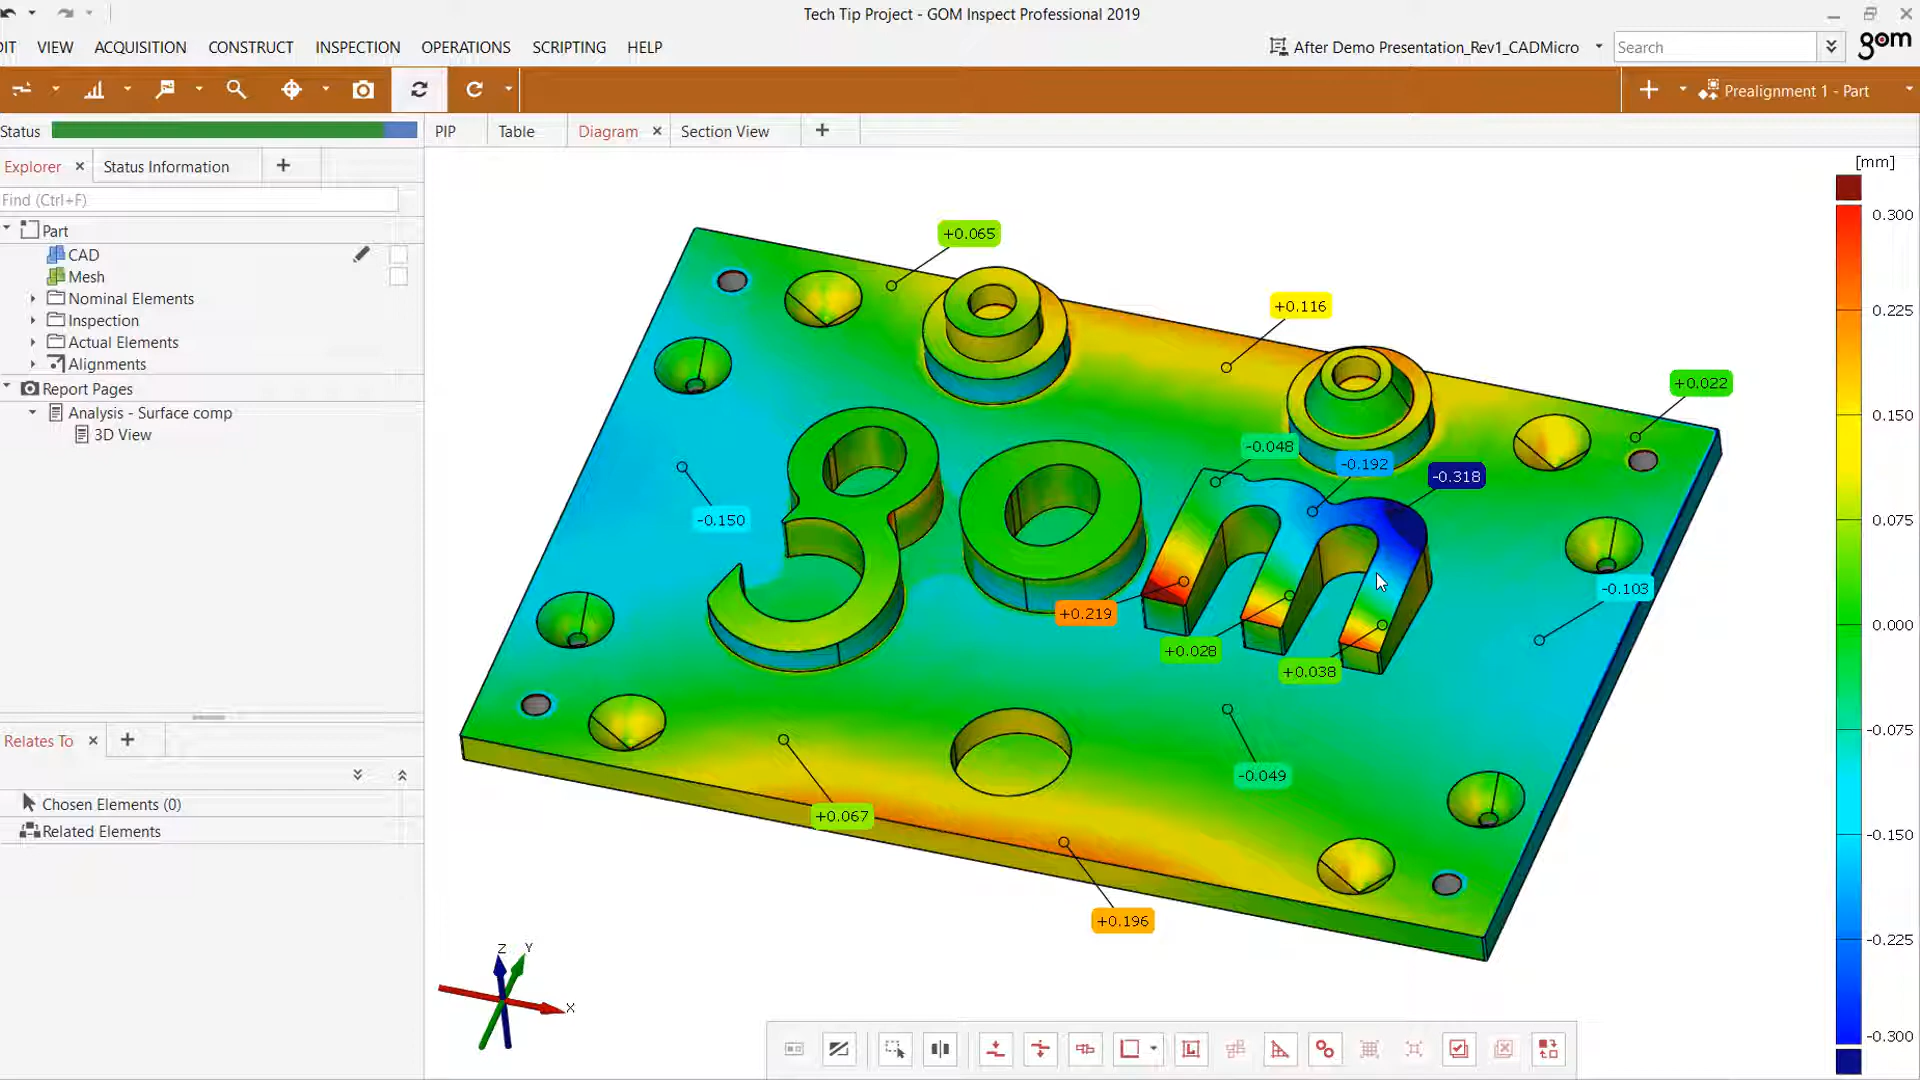 Tech Tip Project - GOM Inspect Professional 2019
DIT VIEW ACQUISITION CONSTRUCT INSPECTION OPERATIONS SCRIPTING HELP
After Demo Presentation_Rev1_CADMicro
Search
gom
Prealignment 1 - Part
Status
PIP
Table
Diagram
Section View
Explorer
Status Information
Find (Ctrl+F)
Part
CAD
Mesh
Nominal Elements
Inspection
Actual Elements
Alignments
Report Pages
Analysis - Surface comp
3D View
Relates To
Chosen Elements (0)
Related Elements
[mm]
0.300
0.225
0.150
0.075
0.000
-0.075
-0.150
-0.225
-0.300
+0.065
+0.116
+0.022
-0.048
-0.192
-0.318
-0.150
-0.103
+0.219
+0.028
+0.038
-0.049
+0.067
+0.196
gom
Z
Y
X